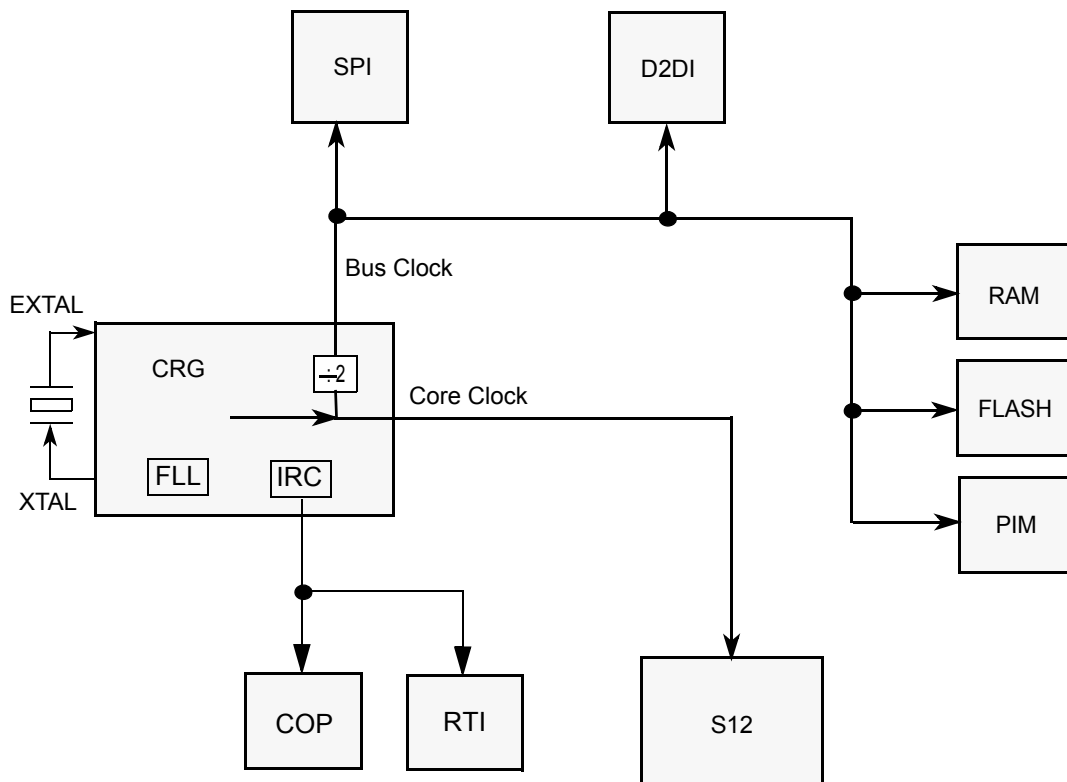 SPI
D2DI
Bus Clock
RAM
EXTAL
CRG
÷2
Core Clock
FLASH
FLL
IRC
XTAL
PIM
COP
RTI
S12